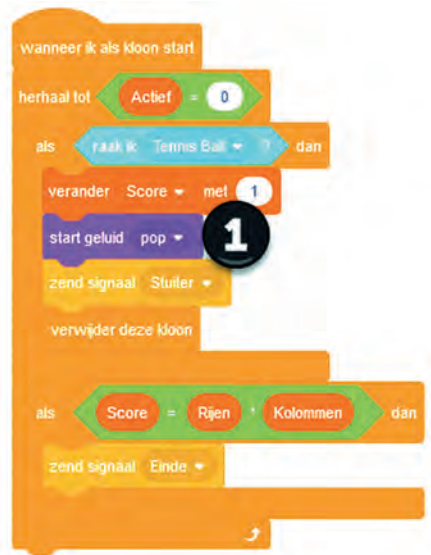 wanneer ik als kloon start
herhaal tot Actief = 0
als raak ik Tennis Ball ? dan
verander Score met 1
start geluid pop 1
zend signaal Stuiter
verwijder deze kloon
als Score = Rijen * Kolommen dan
zend signaal Einde